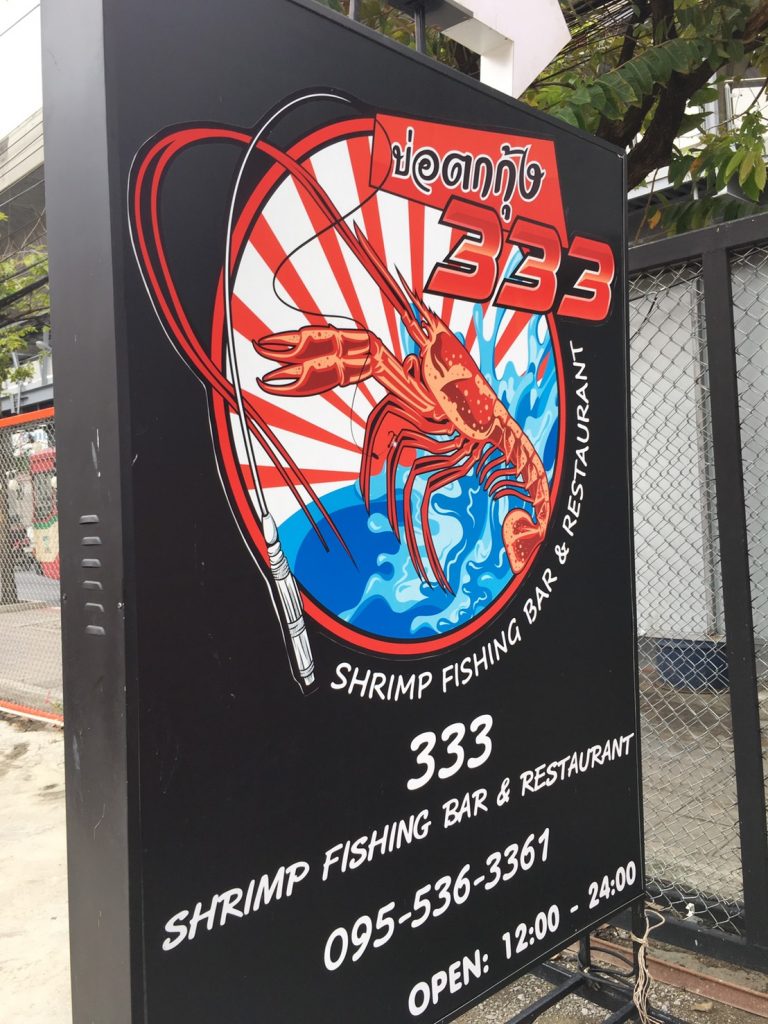 บ่อตกกุ้ง
333
SHRIMP FISHING BAR & RESTAURANT
333
SHRIMP FISHING BAR & RESTAURANT
095-536-3361
OPEN: 12:00 - 24:00